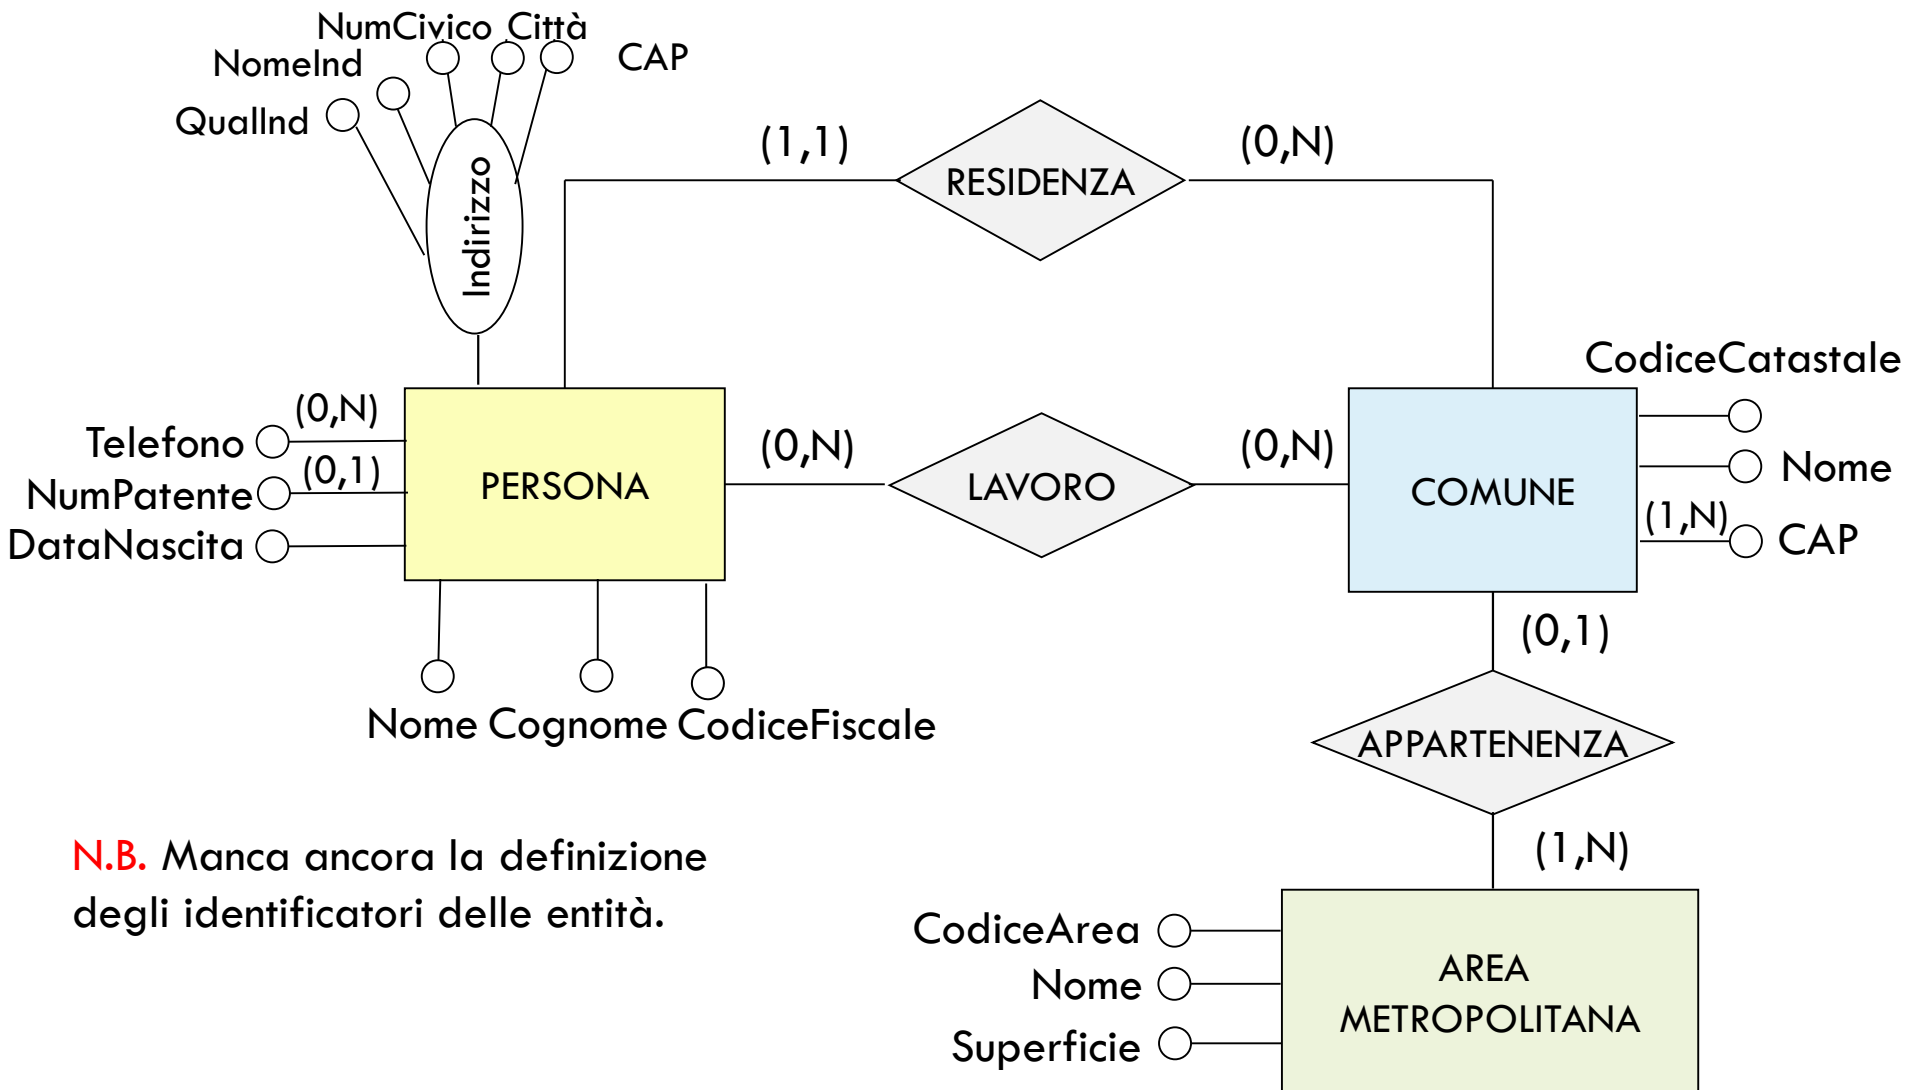 NumCivico Città
NomeInd
CAP
QualInd
Indirizzo
(1,1)
RESIDENZA
(0,N)
CodiceCatastale
Telefono
(0,N)
NumPatente
(0,1)
DataNascita
PERSONA
(0,N)
LAVORO
(0,N)
COMUNE
Nome
(1,N)
CAP
(0,1)
Nome Cognome CodiceFiscale
APPARTENENZA
(1,N)
N.B. Manca ancora la definizione
degli identificatori delle entità.
CodiceArea
Nome
Superficie
AREA
METROPOLITANA